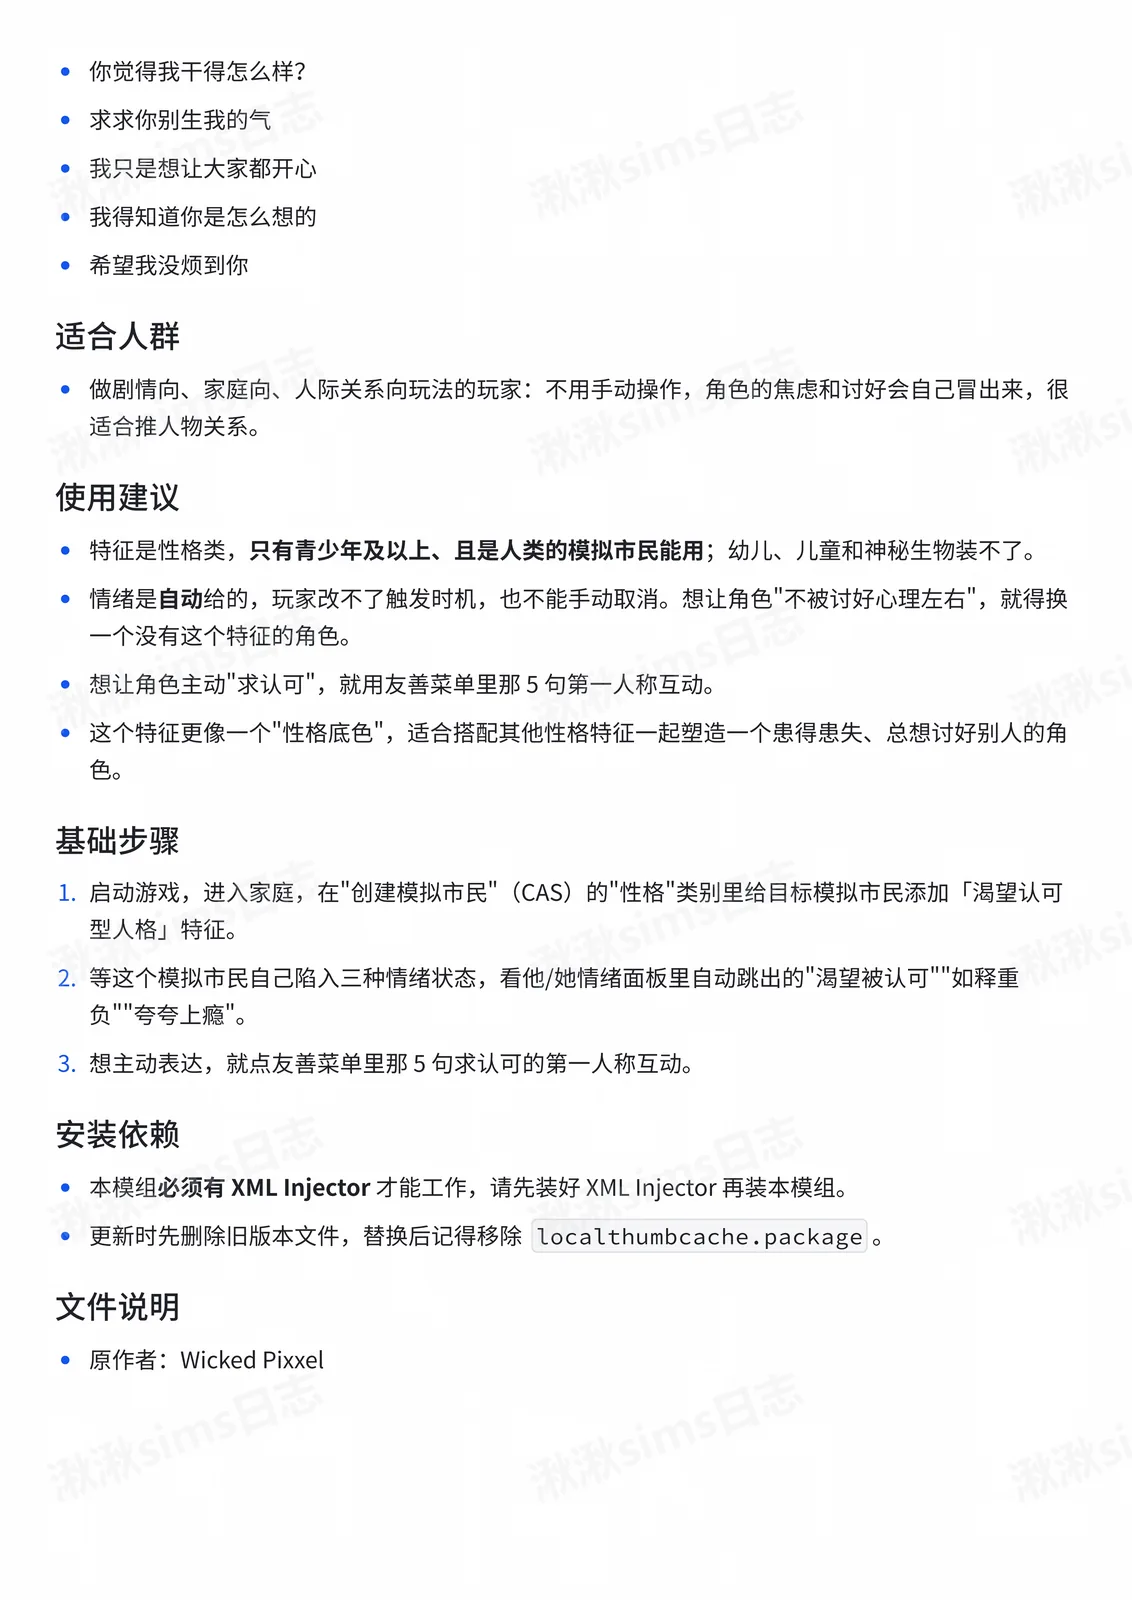 你觉得我干得怎么样？
求求你别生我的气
我只是想让大家都开心
我得知道你是怎么想的
希望我没烦到你
适合人群
做剧情向、家庭向、人际关系向玩法的玩家：不用手动操作，角色的焦虑和讨好会自己冒出来，很
适合推人物关系。
使用建议
特征是性格类，只有青少年及以上、且是人类的模拟市民能用；幼儿、儿童和神秘生物装不了。
情绪是自动给的，玩家改不了触发时机，也不能手动取消。想让角色"不被讨好心理左右"，就得换
一个没有这个特征的角色。
想让角色主动"求认可"，就用友善菜单里那 5 句第一人称互动。
这个特征更像一个"性格底色"，适合搭配其他性格特征一起塑造一个患得患失、总想讨好别人的角
色。
基础步骤
1. 启动游戏，进入家庭，在"创建模拟市民"（CAS）的"性格"类别里给目标模拟市民添加「渴望认可
型人格」特征。
2. 等这个模拟市民自己陷入三种情绪状态，看他/她情绪面板里自动跳出的"渴望被认可""如释重
负""夸夸上瘾"。
3. 想主动表达，就点友善菜单里那 5 句求认可的第一人称互动。
安装依赖
本模组必须有 XML Injector 才能工作，请先装好 XML Injector 再装本模组。
更新时先删除旧版本文件，替换后记得移除 localthumbcache.package 。
文件说明
原作者：Wicked Pixxel
湫湫sims日志